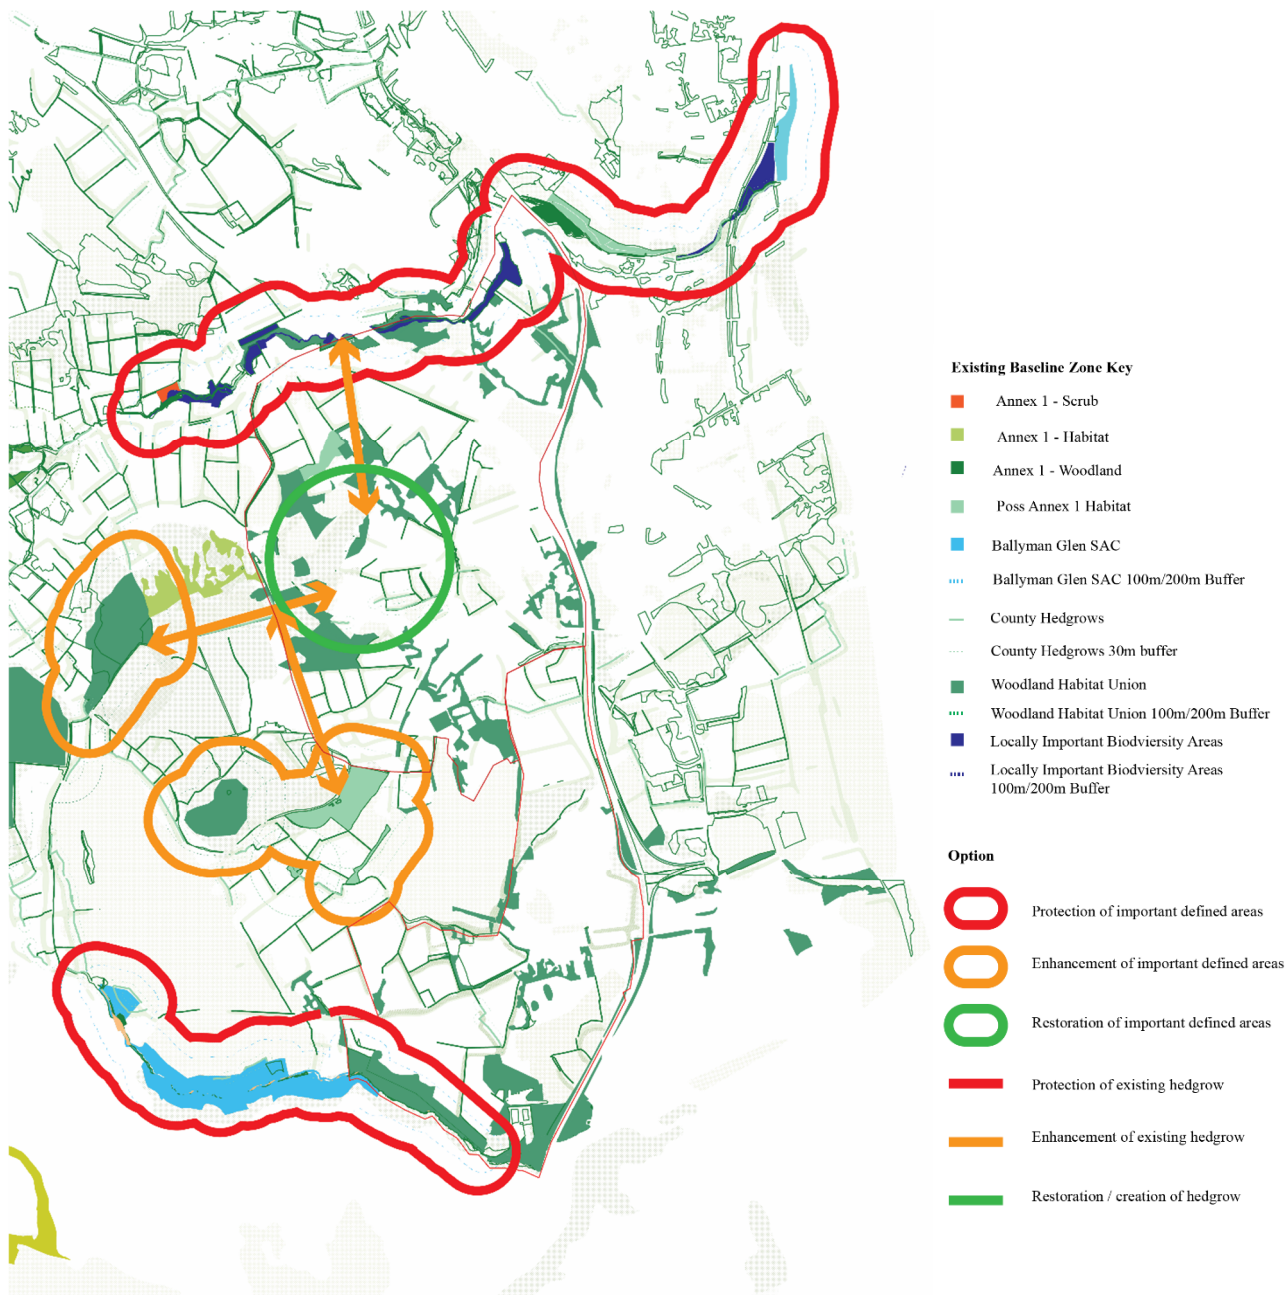 Existing Baseline Zone Key
Annex 1 - Scrub
Annex 1 - Habitat
Annex 1 - Woodland
Poss Annex 1 Habitat
Ballyman Glen SAC
Ballyman Glen SAC 100m/200m Buffer
County Hedgrows
County Hedgrows 30m buffer
Woodland Habitat Union
Woodland Habitat Union 100m/200m Buffer
Locally Important Biodviersity Areas
Locally Important Biodviersity Areas
100m/200m Buffer
Option
Protection of important defined areas
Enhancement of important defined areas
Restoration of important defined areas
Protection of existing hedgrow
Enhancement of existing hedgrow
Restoration / creation of hedgrow